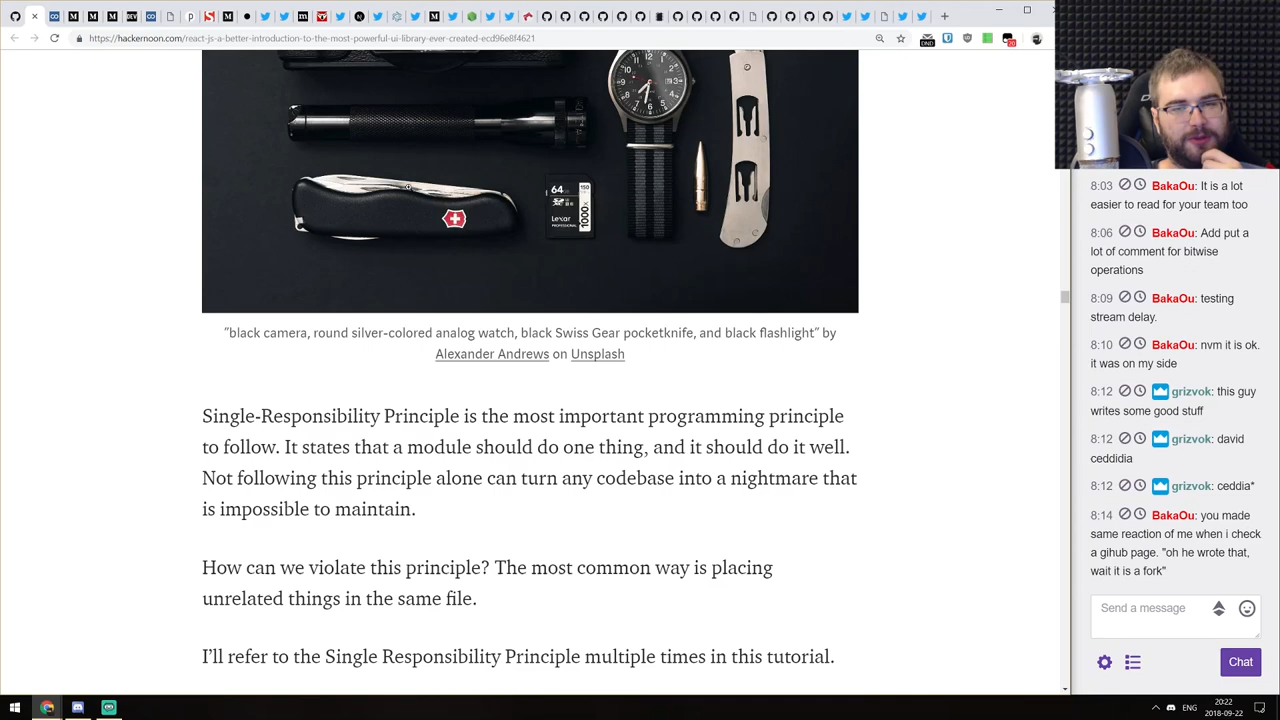 https://hackernoon.com/react-js-a-better-introduction-to-the-most-powerful-ui-library-ever-created-ecd96e8f4621
64
Lexar
PROFESSIONAL
1000x
"black camera, round silver-colored analog watch, black Swiss Gear pocketknife, and black flashlight" by
Alexander Andrews on Unsplash
Single-Responsibility Principle is the most important programming principle
to follow. It states that a module should do one thing, and it should do it well.
Not following this principle alone can turn any codebase into a nightmare that
is impossible to maintain.
How can we violate this principle? The most common way is placing
unrelated things in the same file.
I'll refer to the Single Responsibility Principle multiple times in this tutorial.
8:03 BakaOu: It is a lot
easier to read for your team too
8:06 BakaOu: Add put a
lot of comment for bitwise
operations
8:09 BakaOu: testing
stream delay.
8:10 BakaOu: nvm it is ok.
it was on my side
8:12 grizvok: this guy
writes some good stuff
8:12 grizvok: david
ceddidia
8:12 grizvok: ceddia*
8:14 BakaOu: you made
same reaction of me when i check
a gihub page. "oh he wrote that,
wait it is a fork"
Send a message
Chat
ENG
20:22
2018-09-22